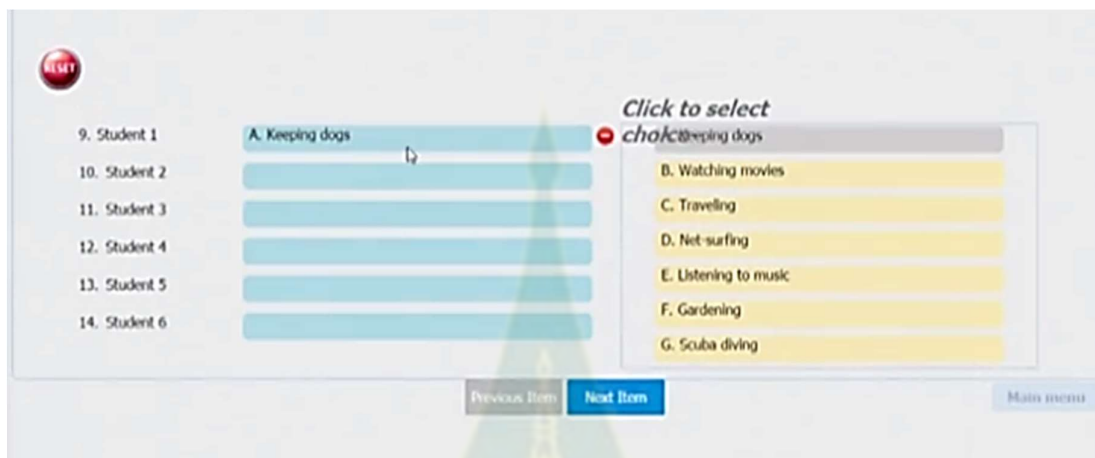 RESET
Click to select
choice
9. Student 1
A. Keeping dogs
Keeping dogs
10. Student 2
B. Watching movies
11. Student 3
C. Traveling
12. Student 4
D. Net-surfing
13. Student 5
E. Listening to music
14. Student 6
F. Gardening
G. Scuba diving
Previous Item
Next Item
Main menu